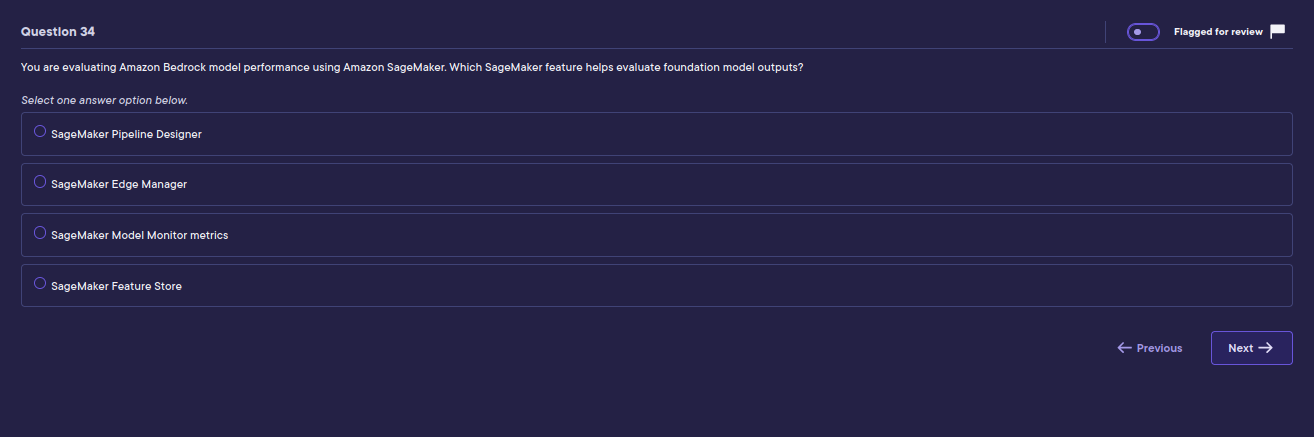 Question 34
Flagged for review
You are evaluating Amazon Bedrock model performance using Amazon SageMaker. Which SageMaker feature helps evaluate foundation model outputs?
Select one answer option below.
SageMaker Pipeline Designer
SageMaker Edge Manager
SageMaker Model Monitor metrics
SageMaker Feature Store
Previous
Next